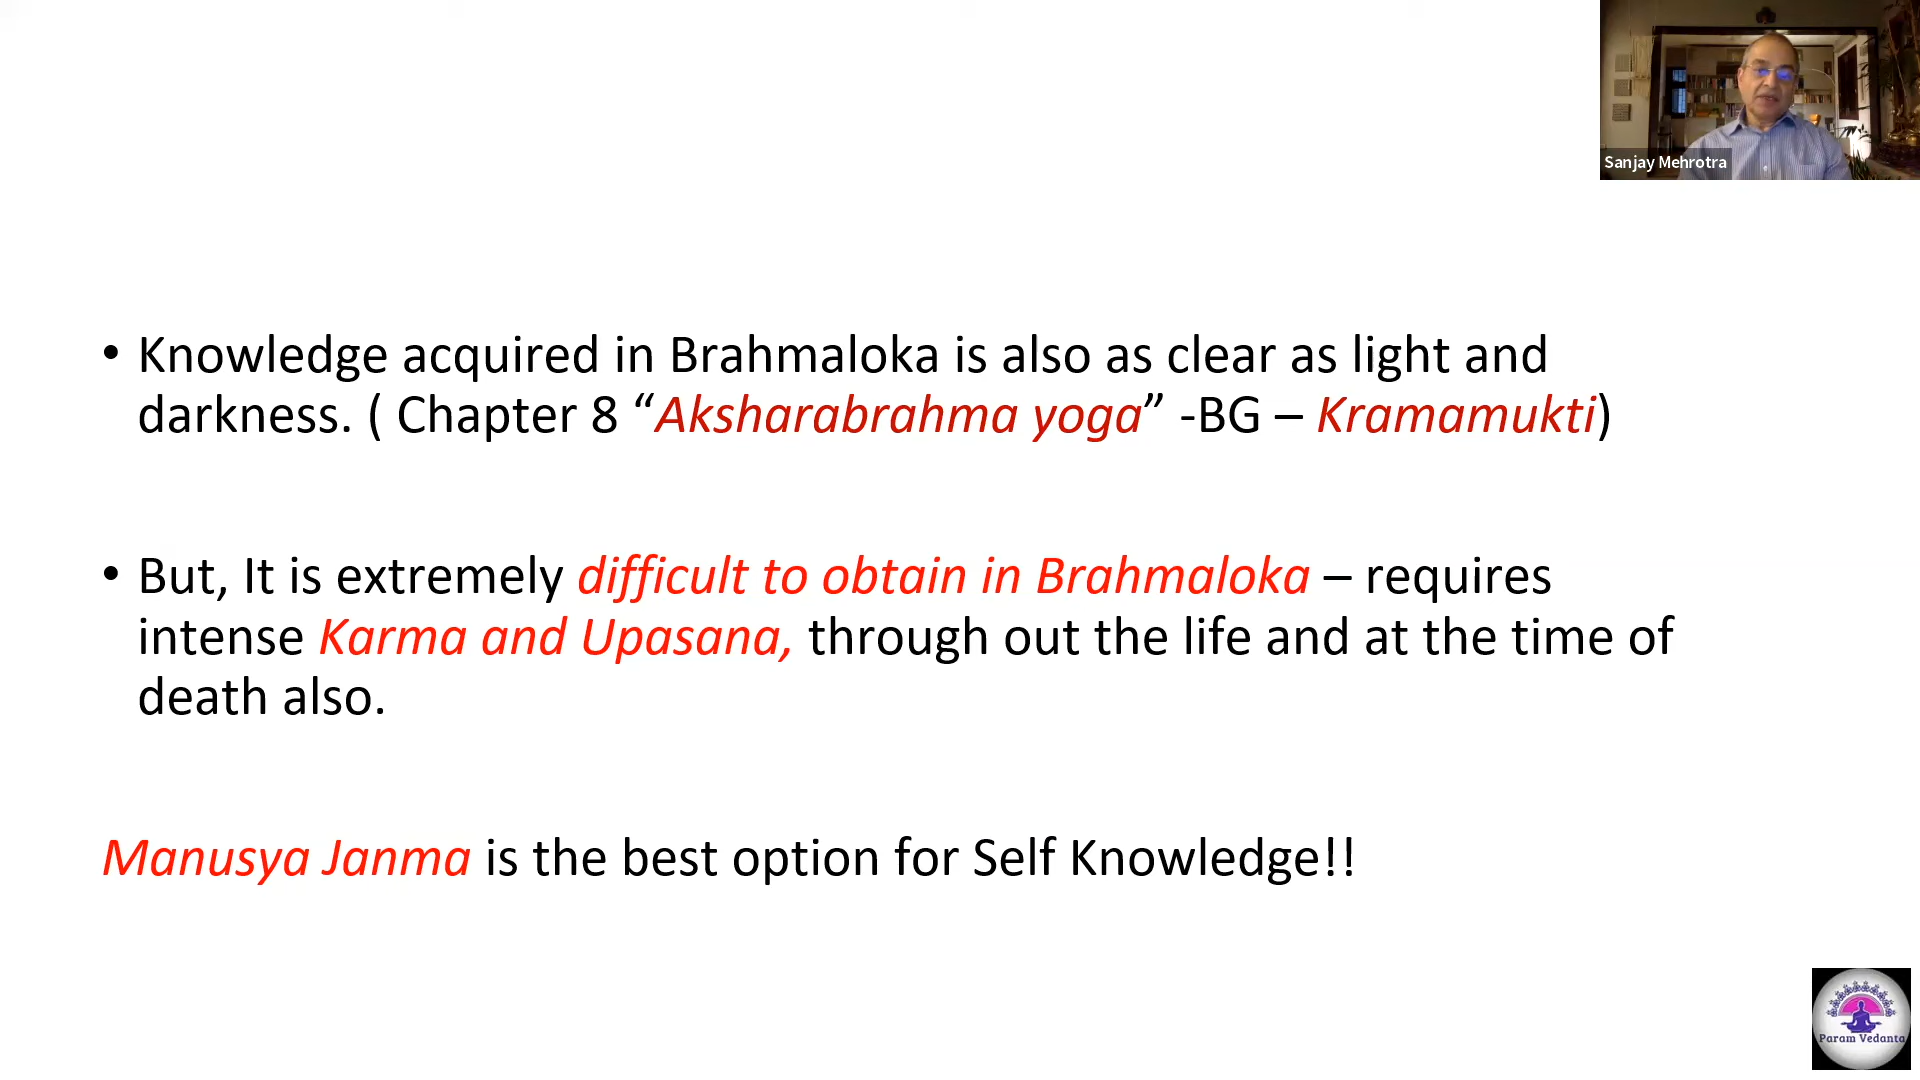 Sanjay Mehrotra
• Knowledge acquired in Brahmaloka is also as clear as light and
darkness. ( Chapter 8 “Aksharabrahma yoga” -BG – Kramamukti)
• But, It is extremely difficult to obtain in Brahmaloka – requires
intense Karma and Upasana, through out the life and at the time of
death also.
Manusya Janma is the best option for Self Knowledge!!
Param Vedanta